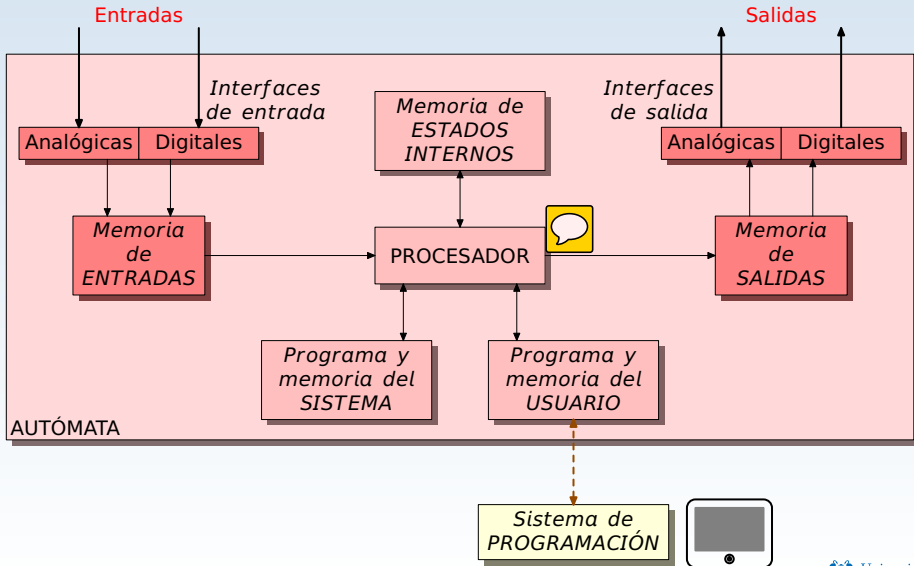 Entradas
Salidas
Interfaces
de entrada
Interfaces
de salida
Memoria de
ESTADOS
INTERNOS
Analógicas Digitales
Analógicas Digitales
Memoria
de
ENTRADAS
PROCESADOR
Memoria
de
SALIDAS
Programa y
memoria del
SISTEMA
Programa y
memoria del
USUARIO
AUTÓMATA
Sistema de
PROGRAMACIÓN